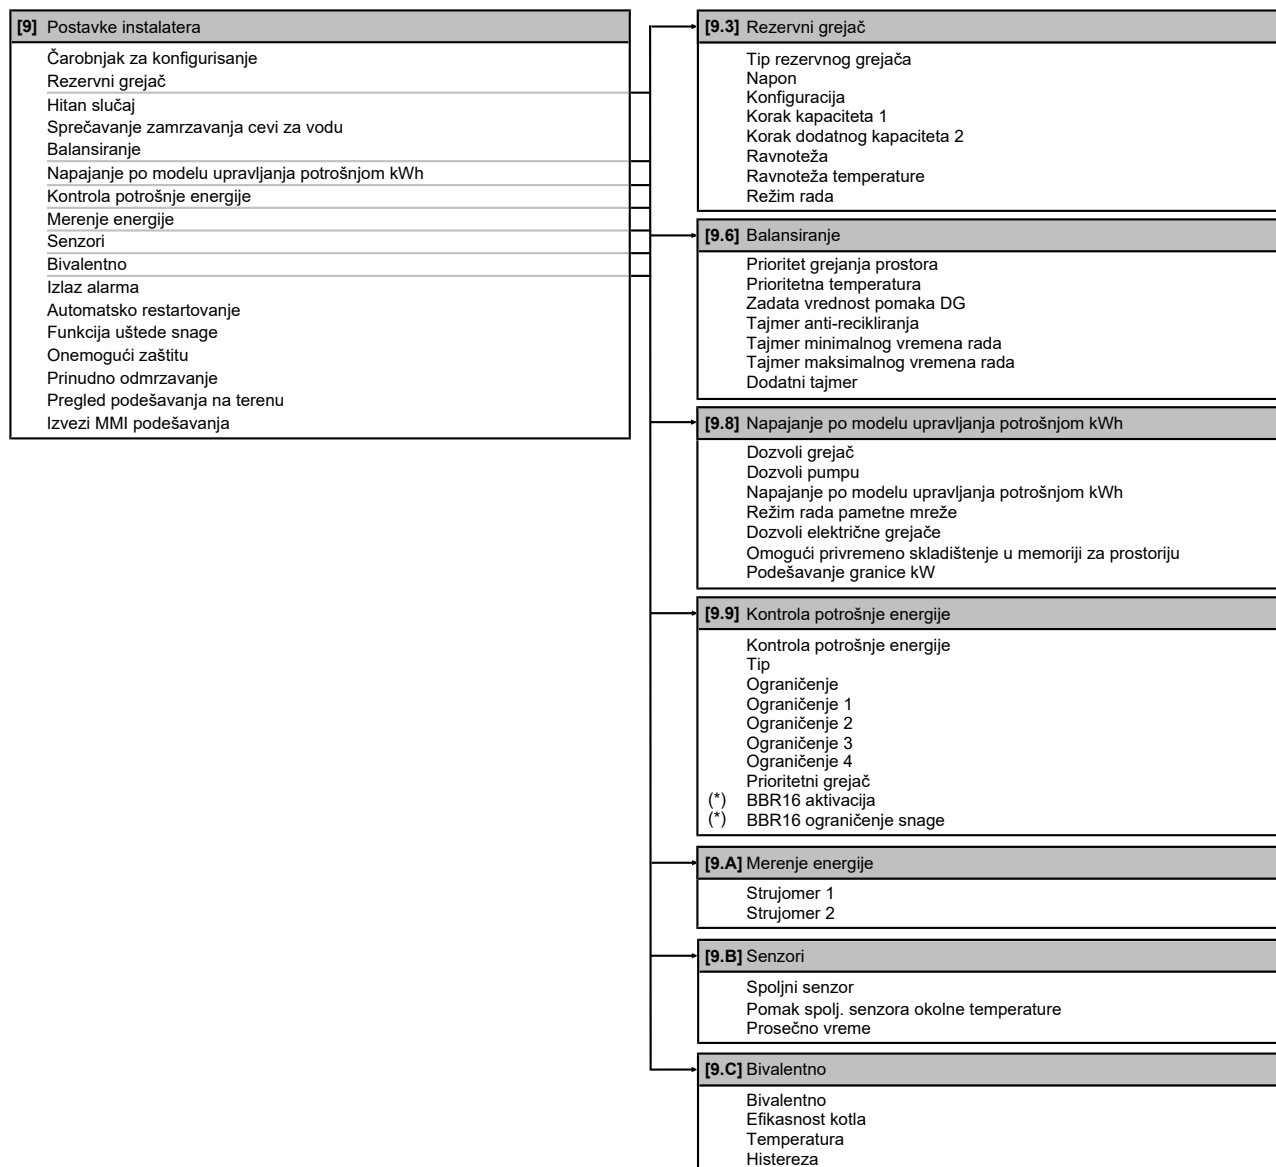 [9] Postavke instalatera
Čarobnjak za konfigurisanje
Rezervni grejač
Hitan slučaj
Sprečavanje zamrzavanja cevi za vodu
Balansiranje
Napajanje po modelu upravljanja potrošnjom kWh
Kontrola potrošnje energije
Merenje energije
Senzori
Bivalentno
Izlaz alarma
Automatsko restartovanje
Funkcija uštede snage
Onemogući zaštitu
Prinudno odmrzavanje
Pregled podešavanja na terenu
Izvezi MMI podešavanja
[9.3] Rezervni grejač
Tip rezervnog grejača
Napon
Konfiguracija
Korak kapaciteta 1
Korak dodatnog kapaciteta 2
Ravnoteža
Ravnoteža temperature
Režim rada
[9.6] Balansiranje
Prioritet grejanja prostora
Prioritetna temperatura
Zadata vrednost pomaka DG
Tajmer anti-recikliranja
Tajmer minimalnog vremena rada
Tajmer maksimalnog vremena rada
Dodatni tajmer
[9.8] Napajanje po modelu upravljanja potrošnjom kWh
Dozvoli grejač
Dozvoli pumpu
Napajanje po modelu upravljanja potrošnjom kWh
Režim rada pametne mreže
Dozvoli električne grejače
Omogući privremeno skladištenje u memoriji za prostoriju
Podešavanje granice kW
[9.9] Kontrola potrošnje energije
Kontrola potrošnje energije
Tip
Ograničenje
Ograničenje 1
Ograničenje 2
Ograničenje 3
Ograničenje 4
Prioritetni grejač
(*) BBR16 aktivacija
(*) BBR16 ograničenje snage
[9.A] Merenje energije
Strujomer 1
Strujomer 2
[9.B] Senzori
Spoljni senzor
Pomak spolj. senzora okolne temperature
Prosečno vreme
[9.C] Bivalentno
Bivalentno
Efikasnost kotla
Temperatura
Histereza